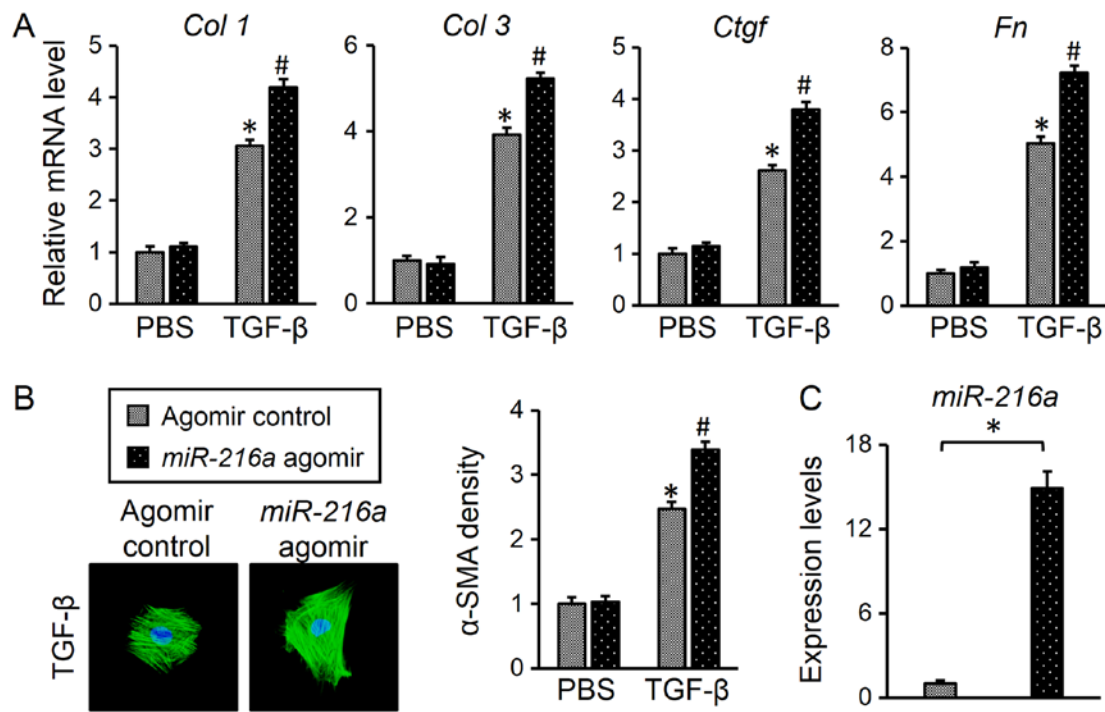 A
Col 1
Col 3
Ctgf
Fn
Relative mRNA level
5
4
3
2
1
0
*
#
PBS
TGF-β
6
4
2
0
*
#
PBS
TGF-β
5
4
3
2
1
0
*
#
PBS
TGF-β
8
6
4
2
0
*
#
PBS
TGF-β
B
Agomir control
miR-216a agomir
Agomir
control
miR-216a
agomir
TGF-β
α-SMA density
4
3
2
1
0
*
#
PBS
TGF-β
C
miR-216a
*
Expression levels
18
15
12
9
6
3
0